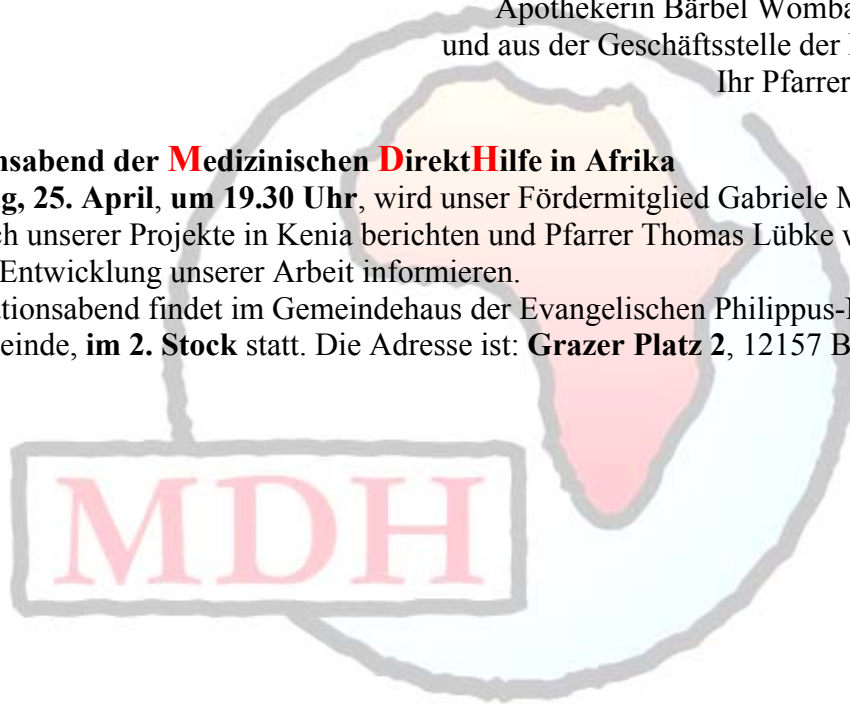 Apothekerin Bärbel Womba
und aus der Geschäftsstelle der
Ihr Pfarrer
nsabend der Medizinischen DirektHilfe in Afrika
g, 25. April, um 19.30 Uhr, wird unser Fördermitglied Gabriele M
ch unserer Projekte in Kenia berichten und Pfarrer Thomas Lübke
Entwicklung unserer Arbeit informieren.
ationsabend findet im Gemeindehaus der Evangelischen Philippus-
einde, im 2. Stock statt. Die Adresse ist: Grazer Platz 2, 12157 B
MDH